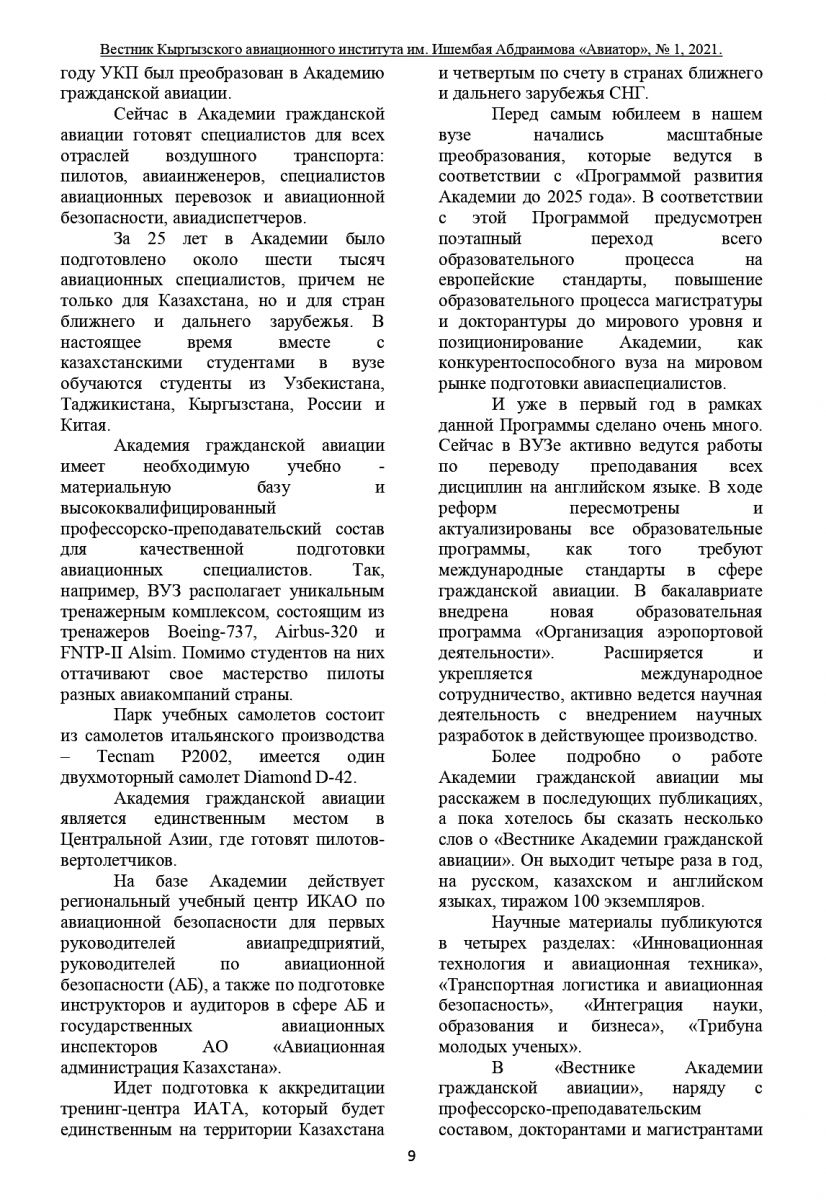 Вестник Кыргызского авиационного института им. Ишембая Абдраимова «Авиатор», № 1, 2021.
году УКП был преобразован в Академию
гражданской авиации.
Сейчас в Академии гражданской
авиации готовят специалистов для всех
отраслей воздушного транспорта:
пилотов, авиаинженеров, специалистов
авиационных перевозок и авиационной
безопасности, авиадиспетчеров.
За 25 лет в Академии было
подготовлено около шести тысяч
авиационных специалистов, причем не
только для Казахстана, но и для стран
ближнего и дальнего зарубежья. В
настоящее время вместе с
казахстанскими студентами в вузе
обучаются студенты из Узбекистана,
Таджикистана, Кыргызстана, России и
Китая.
Академия гражданской авиации
имеет необходимую учебно -
материальную базу и
высококвалифицированный
профессорско-преподавательский состав
для качественной подготовки
авиационных специалистов. Так,
например, ВУЗ располагает уникальным
тренажерным комплексом, состоящим из
тренажеров Boeing-737, Airbus-320 и
FNTP-II Alsim. Помимо студентов на них
оттачивают свое мастерство пилоты
разных авиакомпаний страны.
Парк учебных самолетов состоит
из самолетов итальянского производства
– Tecnam P2002, имеется один
двухмоторный самолет Diamond D-42.
Академия гражданской авиации
является единственным местом в
Центральной Азии, где готовят пилотов-
вертолетчиков.
На базе Академии действует
региональный учебный центр ИКАО по
авиационной безопасности для первых
руководителей авиапредприятий,
руководителей по авиационной
безопасности (АБ), а также по подготовке
инструкторов и аудиторов в сфере АБ и
государственных авиационных
инспекторов АО «Авиационная
администрация Казахстана».
Идет подготовка к аккредитации
тренинг-центра ИАТА, который будет
единственным на территории Казахстана
и четвертым по счету в странах ближнего
и дальнего зарубежья СНГ.
Перед самым юбилеем в нашем
вузе начались масштабные
преобразования, которые ведутся в
соответствии с «Программой развития
Академии до 2025 года». В соответствии
с этой Программой предусмотрен
поэтапный переход всего
образовательного процесса на
европейские стандарты, повышение
образовательного процесса магистратуры
и докторантуры до мирового уровня и
позиционирование Академии, как
конкурентоспособного вуза на мировом
рынке подготовки авиаспециалистов.
И уже в первый год в рамках
данной Программы сделано очень много.
Сейчас в ВУЗе активно ведутся работы
по переводу преподавания всех
дисциплин на английском языке. В ходе
реформ пересмотрены и
актуализированы все образовательные
программы, как того требуют
международные стандарты в сфере
гражданской авиации. В бакалавриате
внедрена новая образовательная
программа «Организация аэропортовой
деятельности». Расширяется и
укрепляется международное
сотрудничество, активно ведется научная
деятельность с внедрением научных
разработок в действующее производство.
Более подробно о работе
Академии гражданской авиации мы
расскажем в последующих публикациях,
а пока хотелось бы сказать несколько
слов о «Вестнике Академии гражданской
авиации». Он выходит четыре раза в год,
на русском, казахском и английском
языках, тиражом 100 экземпляров.
Научные материалы публикуются
в четырех разделах: «Инновационная
технология и авиационная техника»,
«Транспортная логистика и авиационная
безопасность», «Интеграция науки,
образования и бизнеса», «Трибуна
молодых ученых».
В «Вестнике Академии
гражданской авиации», наряду с
профессорско-преподавательским
составом, докторантами и магистрантами
9